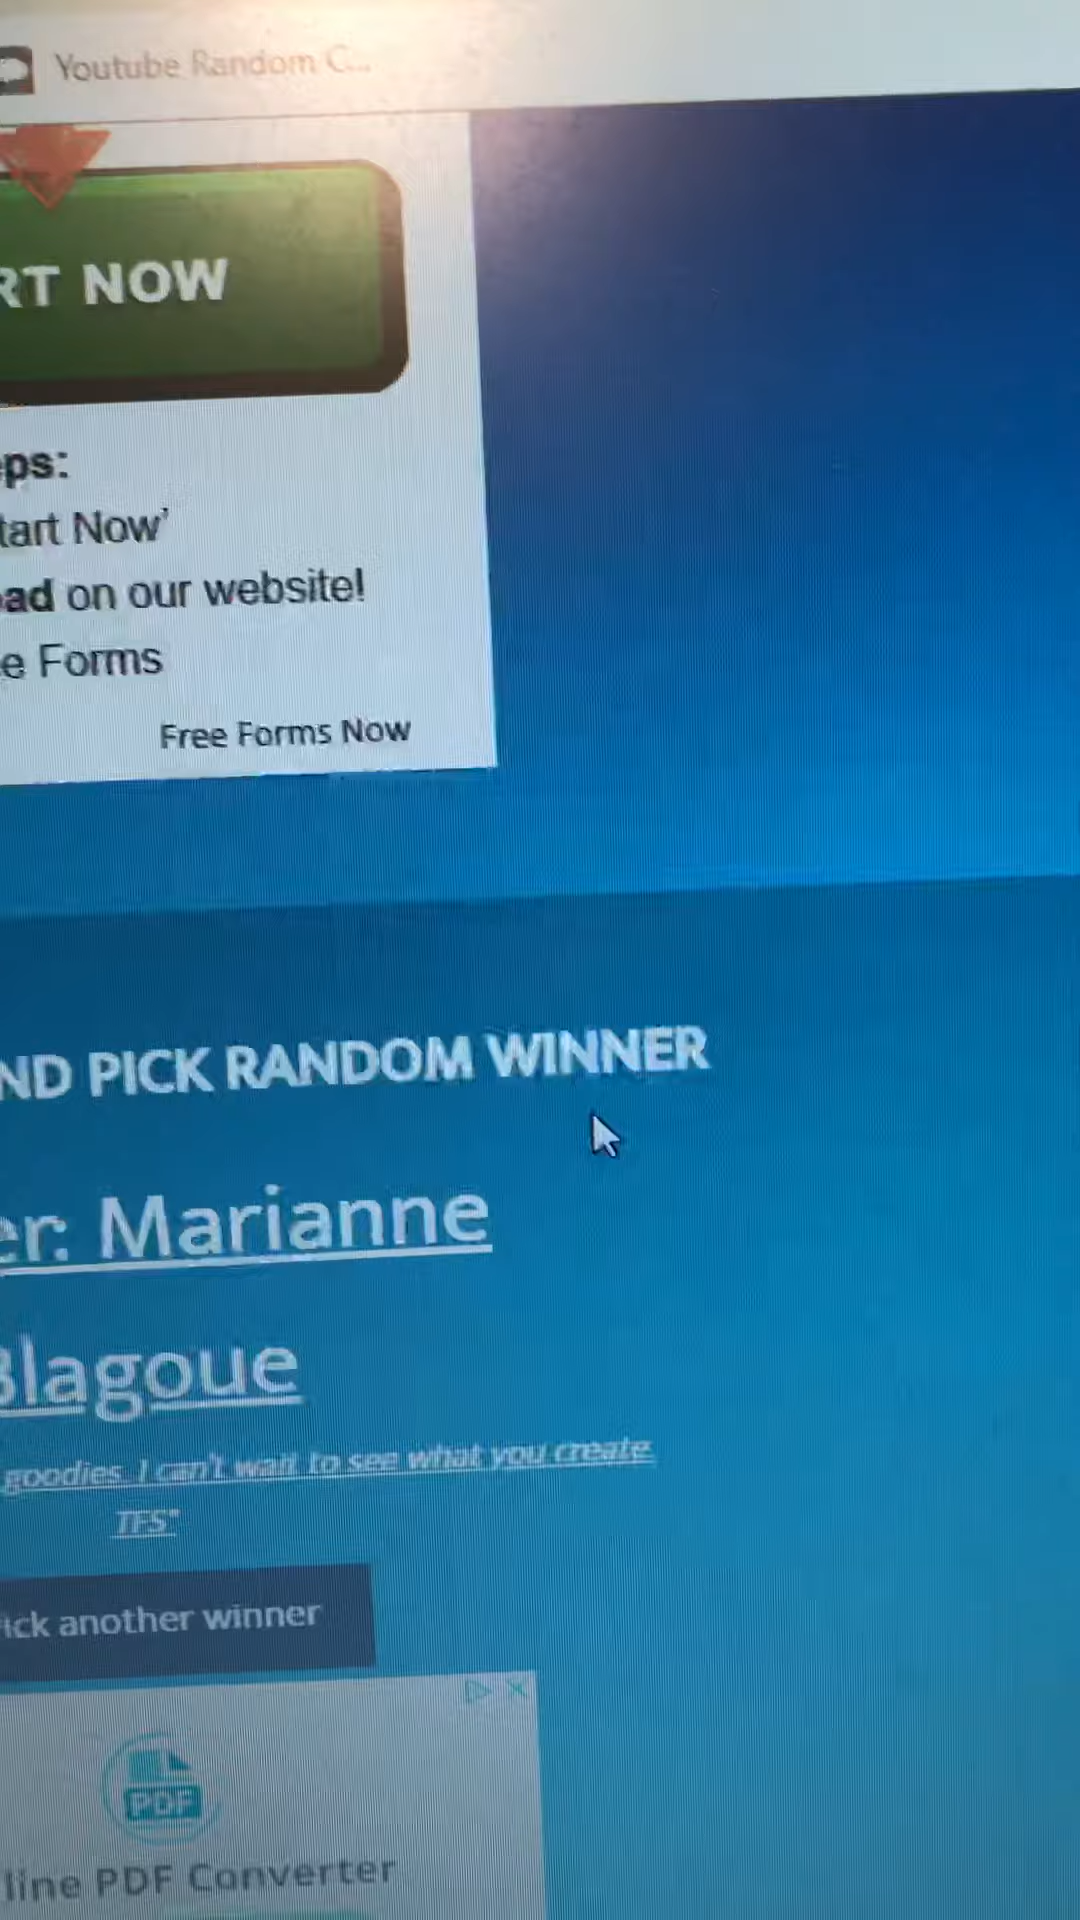 Youtube Random C...
RT NOW
eps:
tart Now'
ad on our website!
e Forms
Free Forms Now
ND PICK RANDOM WINNER
er: Marianne
Blagoue
goodies. I can't wait to see what you create.
TFS"
ick another winner
PDF
line PDF Converter